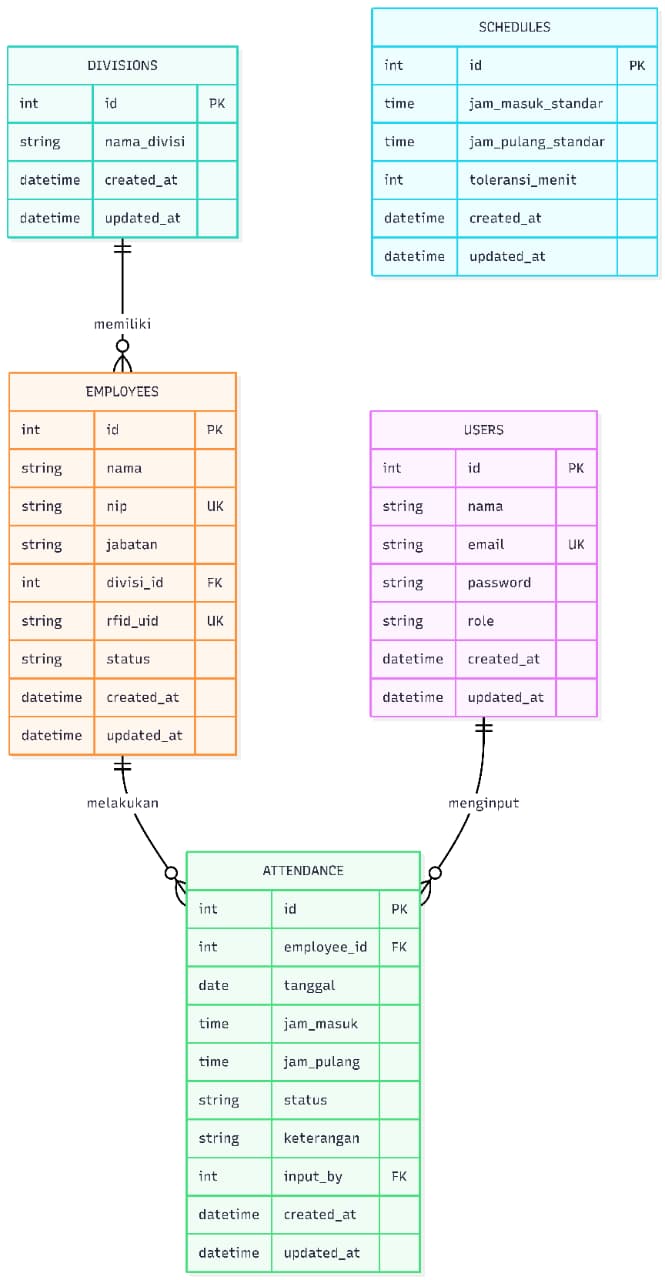 DIVISIONS
int id PK
string nama_divisi
datetime created_at
datetime updated_at
SCHEDULES
int id PK
time jam_masuk_standar
time jam_pulang_standar
int toleransi_menit
datetime created_at
datetime updated_at
memiliki
EMPLOYEES
int id PK
string nama
string nip UK
string jabatan
int divisi_id FK
string rfid_uid UK
string status
datetime created_at
datetime updated_at
USERS
int id PK
string nama
string email UK
string password
string role
datetime created_at
datetime updated_at
melakukan
menginput
ATTENDANCE
int id PK
int employee_id FK
date tanggal
time jam_masuk
time jam_pulang
string status
string keterangan
int input_by FK
datetime created_at
datetime updated_at